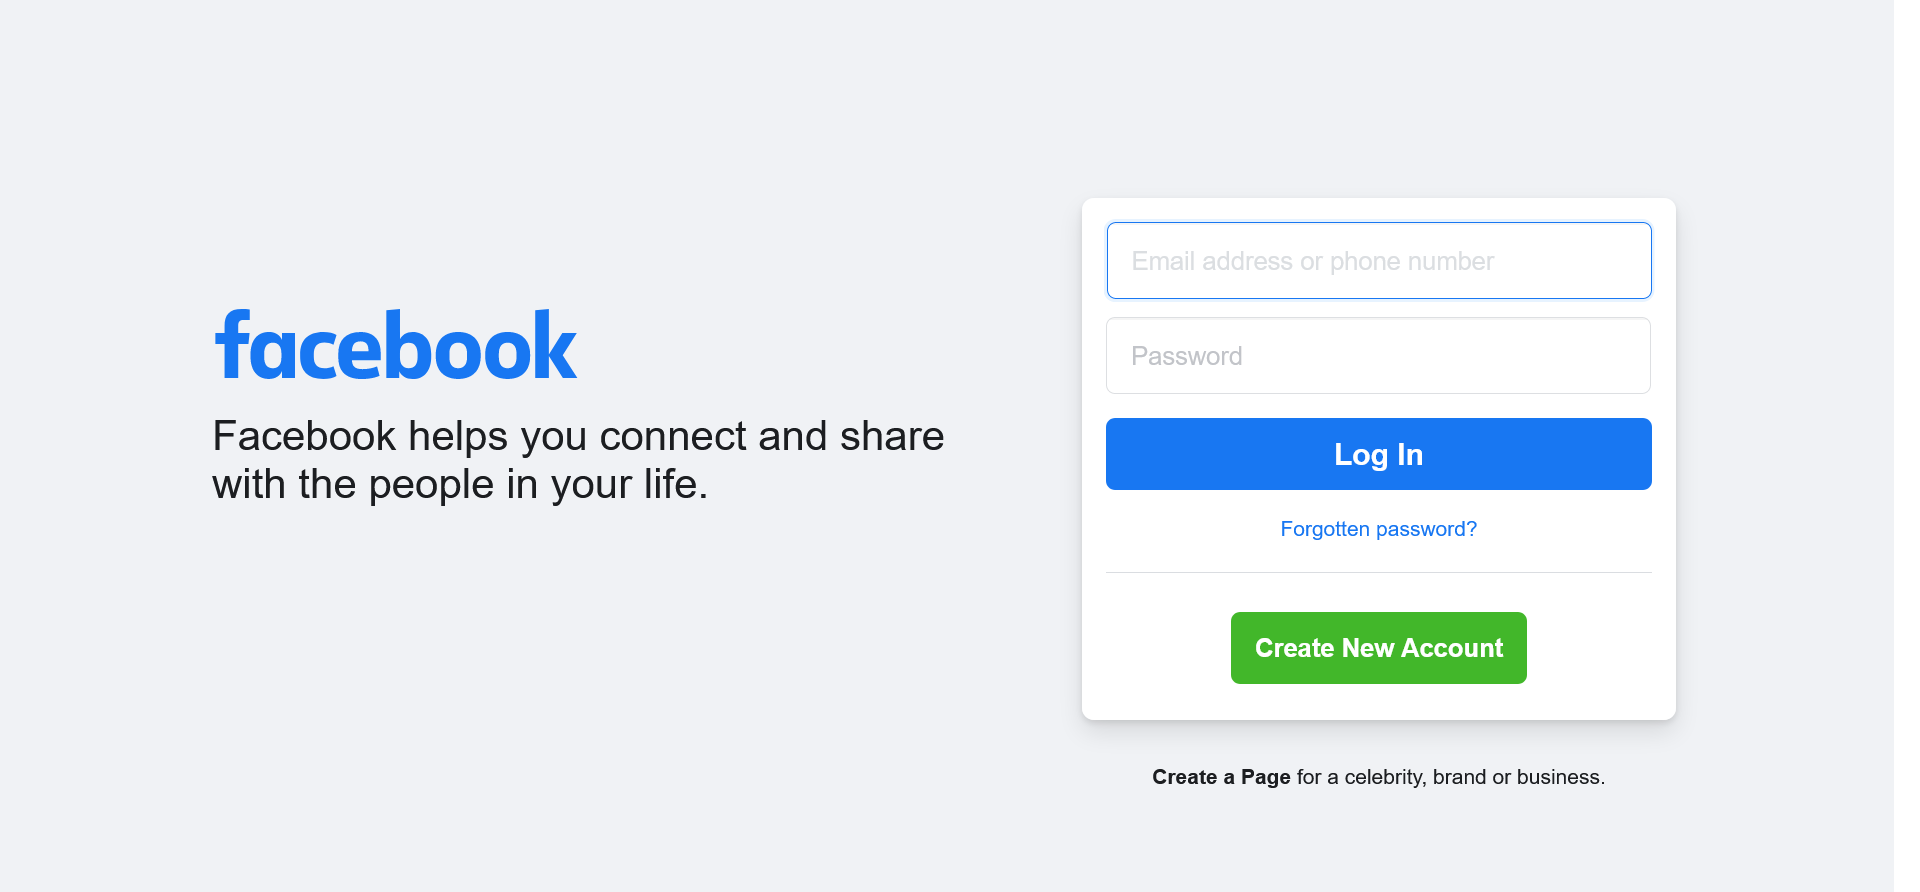 facebook
Facebook helps you connect and share
with the people in your life.
Email address or phone number
Password
Log In
Forgotten password?
Create New Account
Create a Page for a celebrity, brand or business.